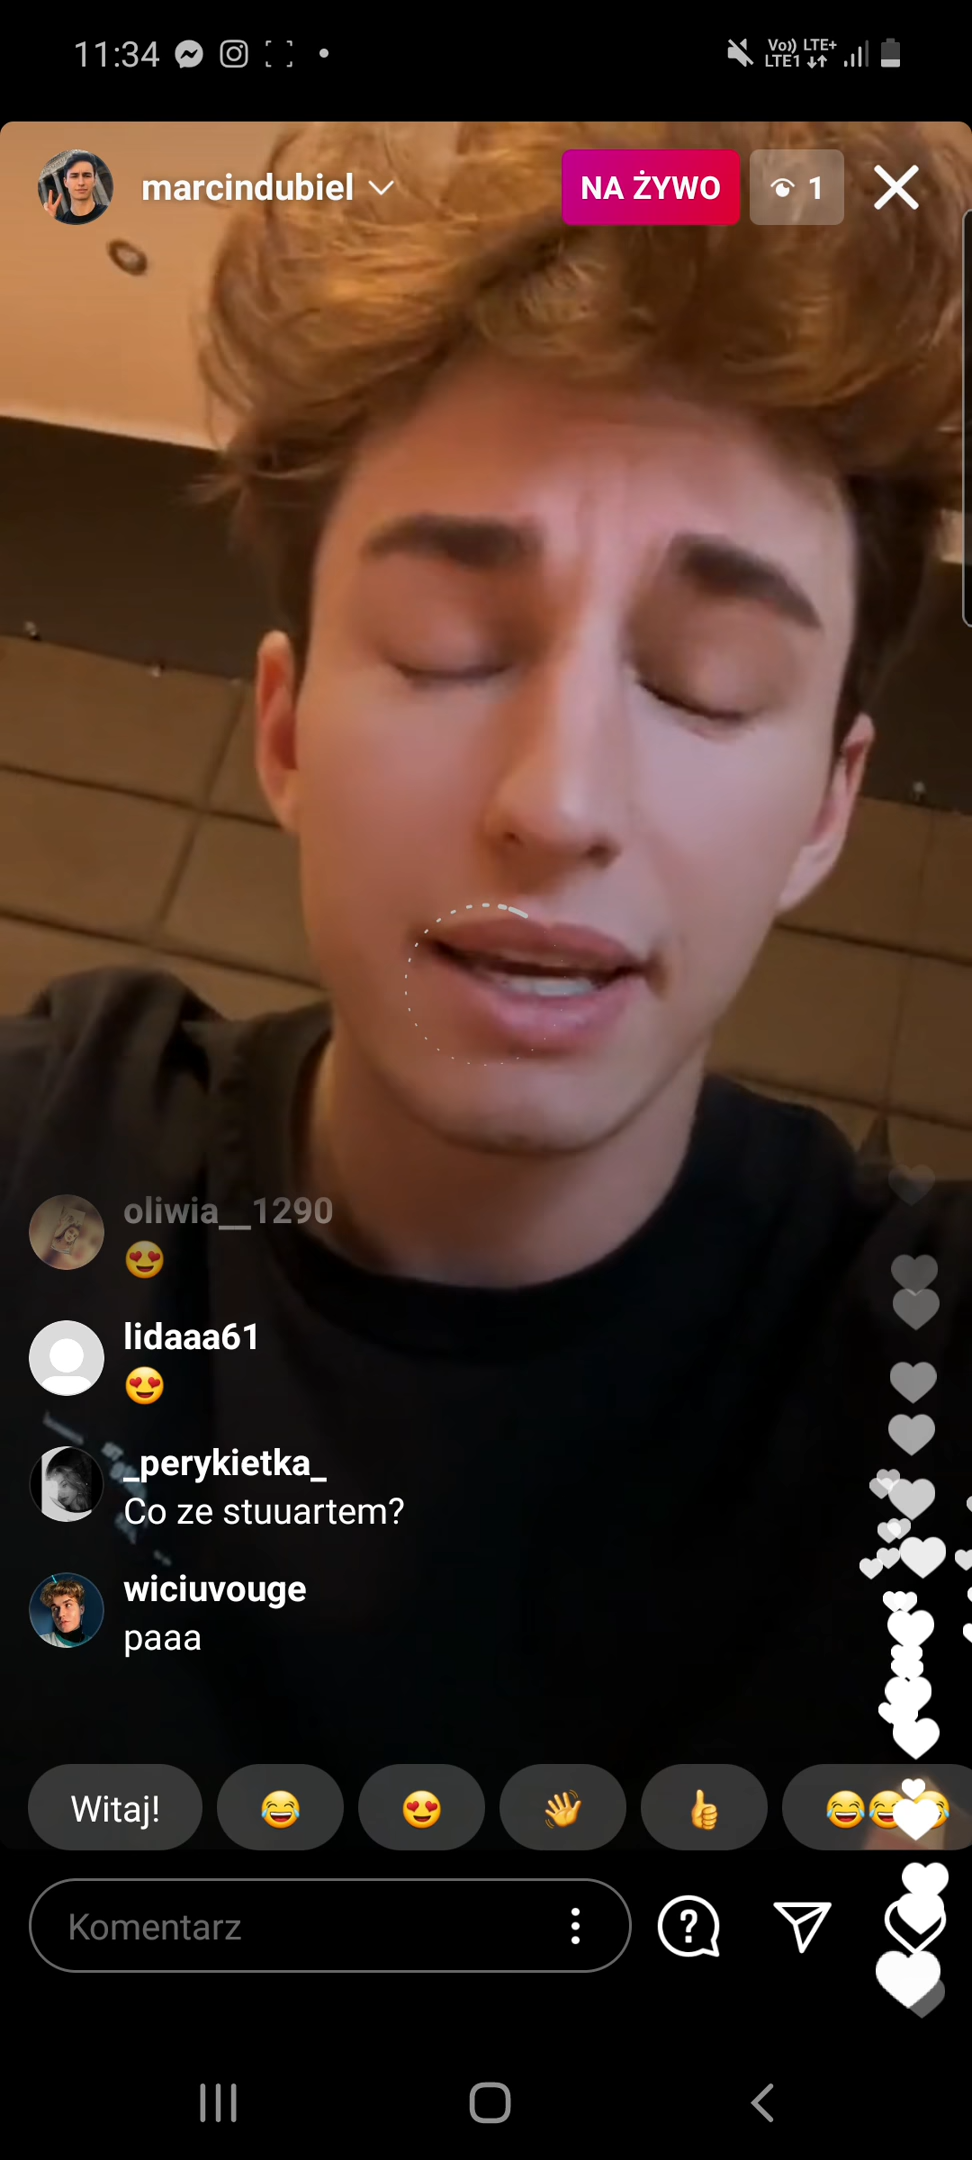 11:34
Vo)) LTE+
LTE1
marcindubiel
NA ŻYWO
1
oliwia__1290
😍
lidaaa61
😍
_perykietka_
Co ze stuuartem?
wiciuvouge
paaa
Witaj! 😂 😍 👋 👍 😂😂😂
Komentarz